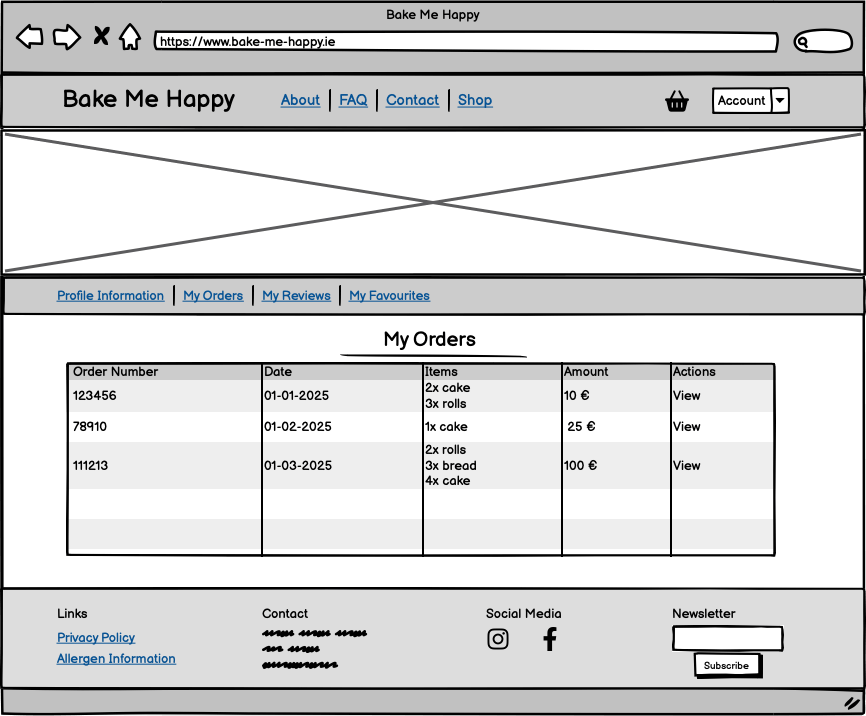 Bake Me Happy
https://www.bake-me-happy.ie
Bake Me Happy About FAQ Contact Shop Account
Profile Information My Orders My Reviews My Favourites
My Orders
Order Number Date Items Amount Actions
123456 01-01-2025 2x cake 10 € View
3x rolls
78910 01-02-2025 1x cake 25 € View
2x rolls
111213 01-03-2025 3x bread 100 € View
4x cake
Links Contact Social Media Newsletter
Privacy Policy
Allergen Information
Subscribe